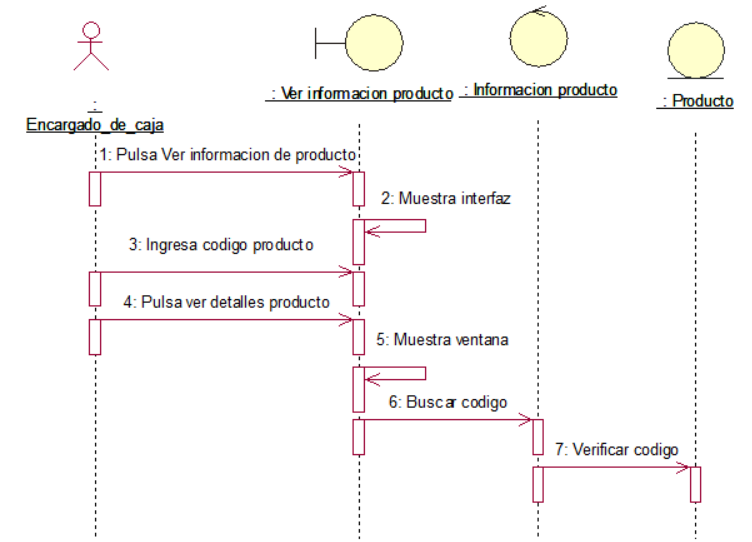 : Ver informacion producto
: Informacion producto
: Producto
:
Encargado_de_caja
1: Pulsa Ver informacion de producto
2: Muestra interfaz
3: Ingresa codigo producto
4: Pulsa ver detalles producto
5: Muestra ventana
6: Buscar codigo
7: Verificar codigo